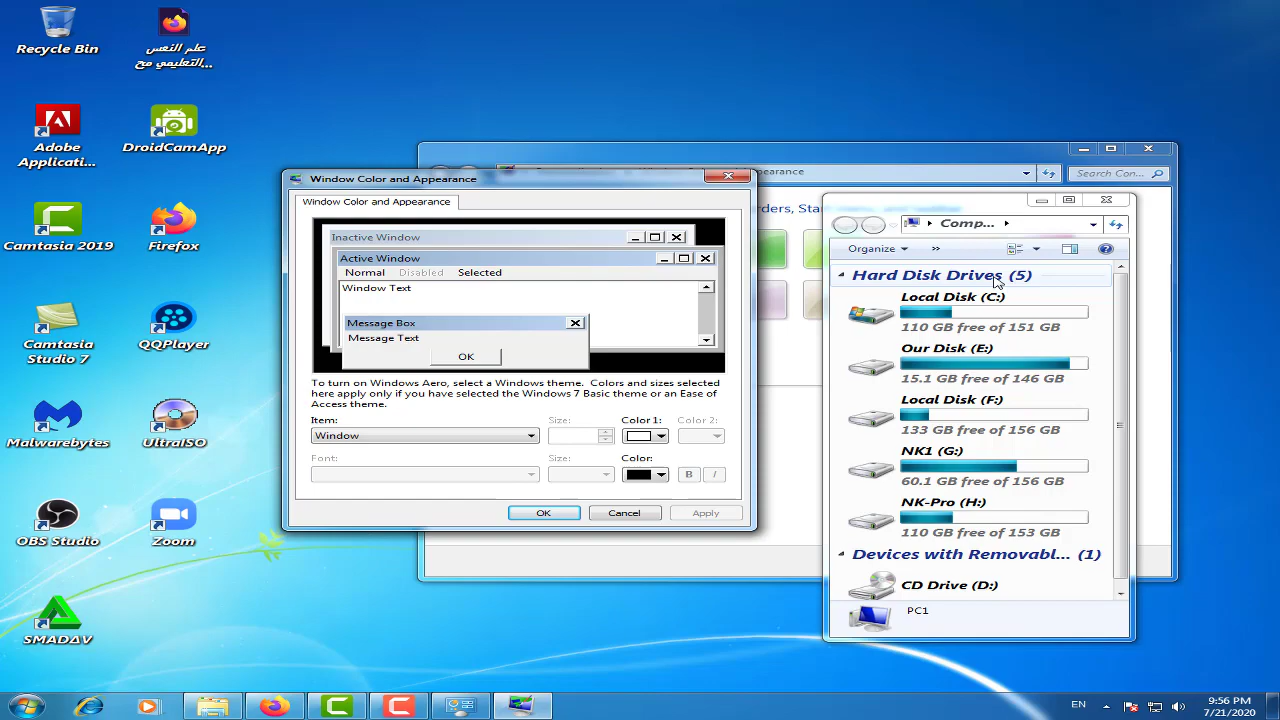 Recycle Bin
علم النفس
التعليمي مح...
Adobe
Applicati...
DroidCamApp
Camtasia 2019
Firefox
Camtasia
Studio 7
QQPlayer
Malwarebytes
UltraISO
OBS Studio
Zoom
SMADΔV
Window Color and Appearance
Window Color and Appearance
Inactive Window
Active Window
Normal Disabled Selected
Window Text
Message Box
Message Text
OK
To turn on Windows Aero, select a Windows theme. Colors and sizes selected
here apply only if you have selected the Windows 7 Basic theme or an Ease of
Access theme.
Item: Size: Color 1: Color 2:
Window
Font: Size: Color:
B I
OK Cancel Apply
Search Con...
Comp...
Organize »
Hard Disk Drives (5)
Local Disk (C:)
110 GB free of 151 GB
Our Disk (E:)
15.1 GB free of 146 GB
Local Disk (F:)
133 GB free of 156 GB
NK1 (G:)
60.1 GB free of 156 GB
NK-Pro (H:)
110 GB free of 153 GB
Devices with Removabl... (1)
CD Drive (D:)
PC1
EN
9:56 PM
7/21/2020